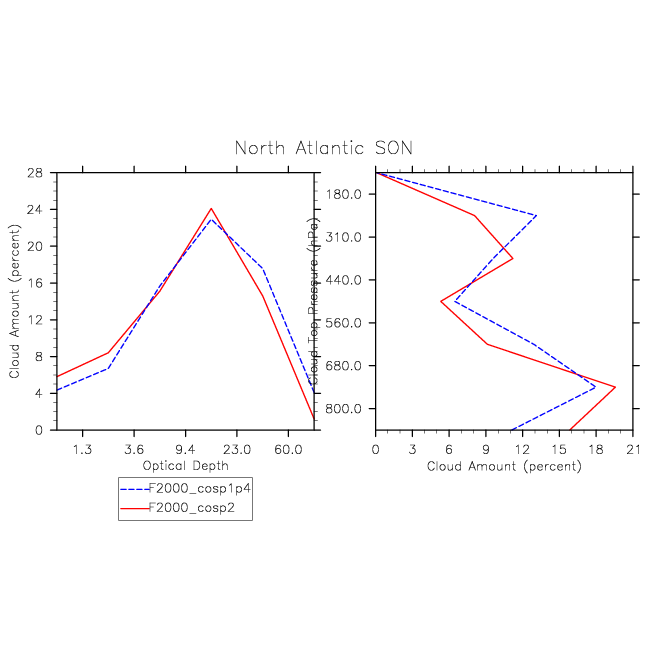 North Atlantic SON
Cloud Amount (percent)
28
24
20
16
12
8
4
0
1.3 3.6 9.4 23.0 60.0
Optical Depth
Cloud Top Pressure (hPa)
180.0
310.0
440.0
560.0
680.0
800.0
0 3 6 9 12 15 18 21
Cloud Amount (percent)
F2000_cosp1p4
F2000_cosp2